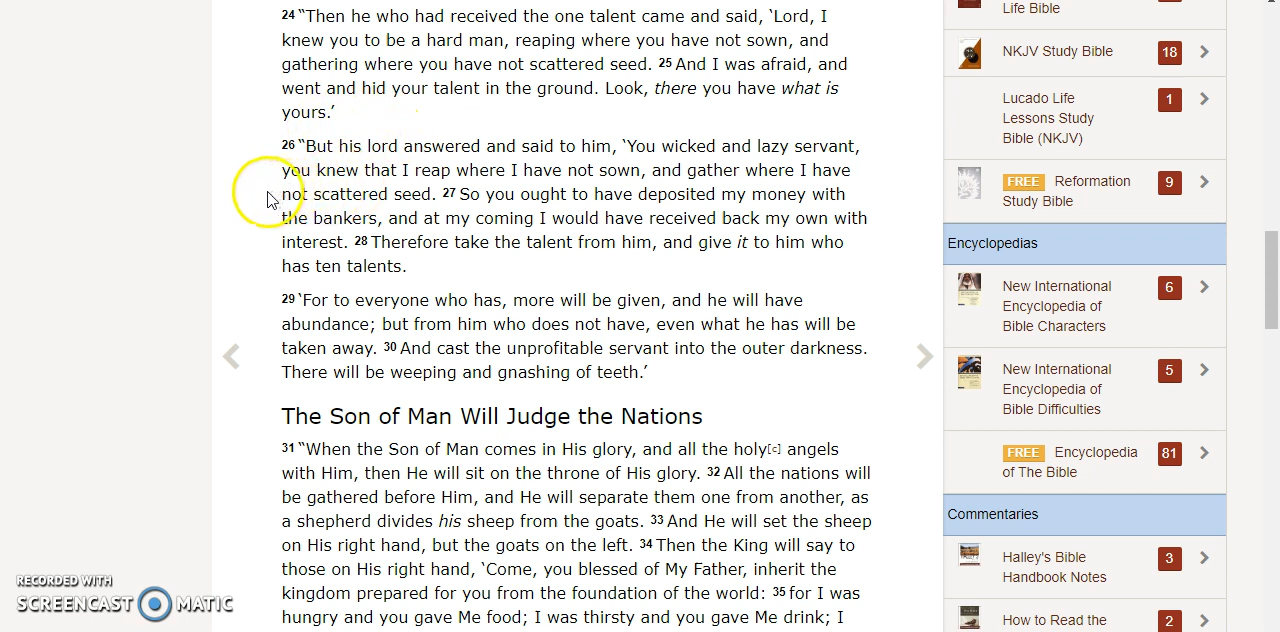 24 “Then he who had received the one talent came and said, ‘Lord, I
knew you to be a hard man, reaping where you have not sown, and
gathering where you have not scattered seed. 25 And I was afraid, and
went and hid your talent in the ground. Look, there you have what is
yours.’
26 “But his lord answered and said to him, ‘You wicked and lazy servant,
you knew that I reap where I have not sown, and gather where I have
not scattered seed. 27 So you ought to have deposited my money with
the bankers, and at my coming I would have received back my own with
interest. 28 Therefore take the talent from him, and give it to him who
has ten talents.
29 ‘For to everyone who has, more will be given, and he will have
abundance; but from him who does not have, even what he has will be
taken away. 30 And cast the unprofitable servant into the outer darkness.
There will be weeping and gnashing of teeth.’
The Son of Man Will Judge the Nations
31 “When the Son of Man comes in His glory, and all the holy[c] angels
with Him, then He will sit on the throne of His glory. 32 All the nations will
be gathered before Him, and He will separate them one from another, as
a shepherd divides his sheep from the goats. 33 And He will set the sheep
on His right hand, but the goats on the left. 34 Then the King will say to
those on His right hand, ‘Come, you blessed of My Father, inherit the
kingdom prepared for you from the foundation of the world: 35 for I was
hungry and you gave Me food; I was thirsty and you gave Me drink; I
Life Bible
NKJV Study Bible 18
Lucado Life
Lessons Study
Bible (NKJV)
1
FREE Reformation
Study Bible
9
Encyclopedias
New International
Encyclopedia of
Bible Characters
6
New International
Encyclopedia of
Bible Difficulties
5
FREE Encyclopedia
of The Bible
81
Commentaries
Halley's Bible
Handbook Notes
3
How to Read the
2
RECORDED WITH
SCREENCAST MATIC